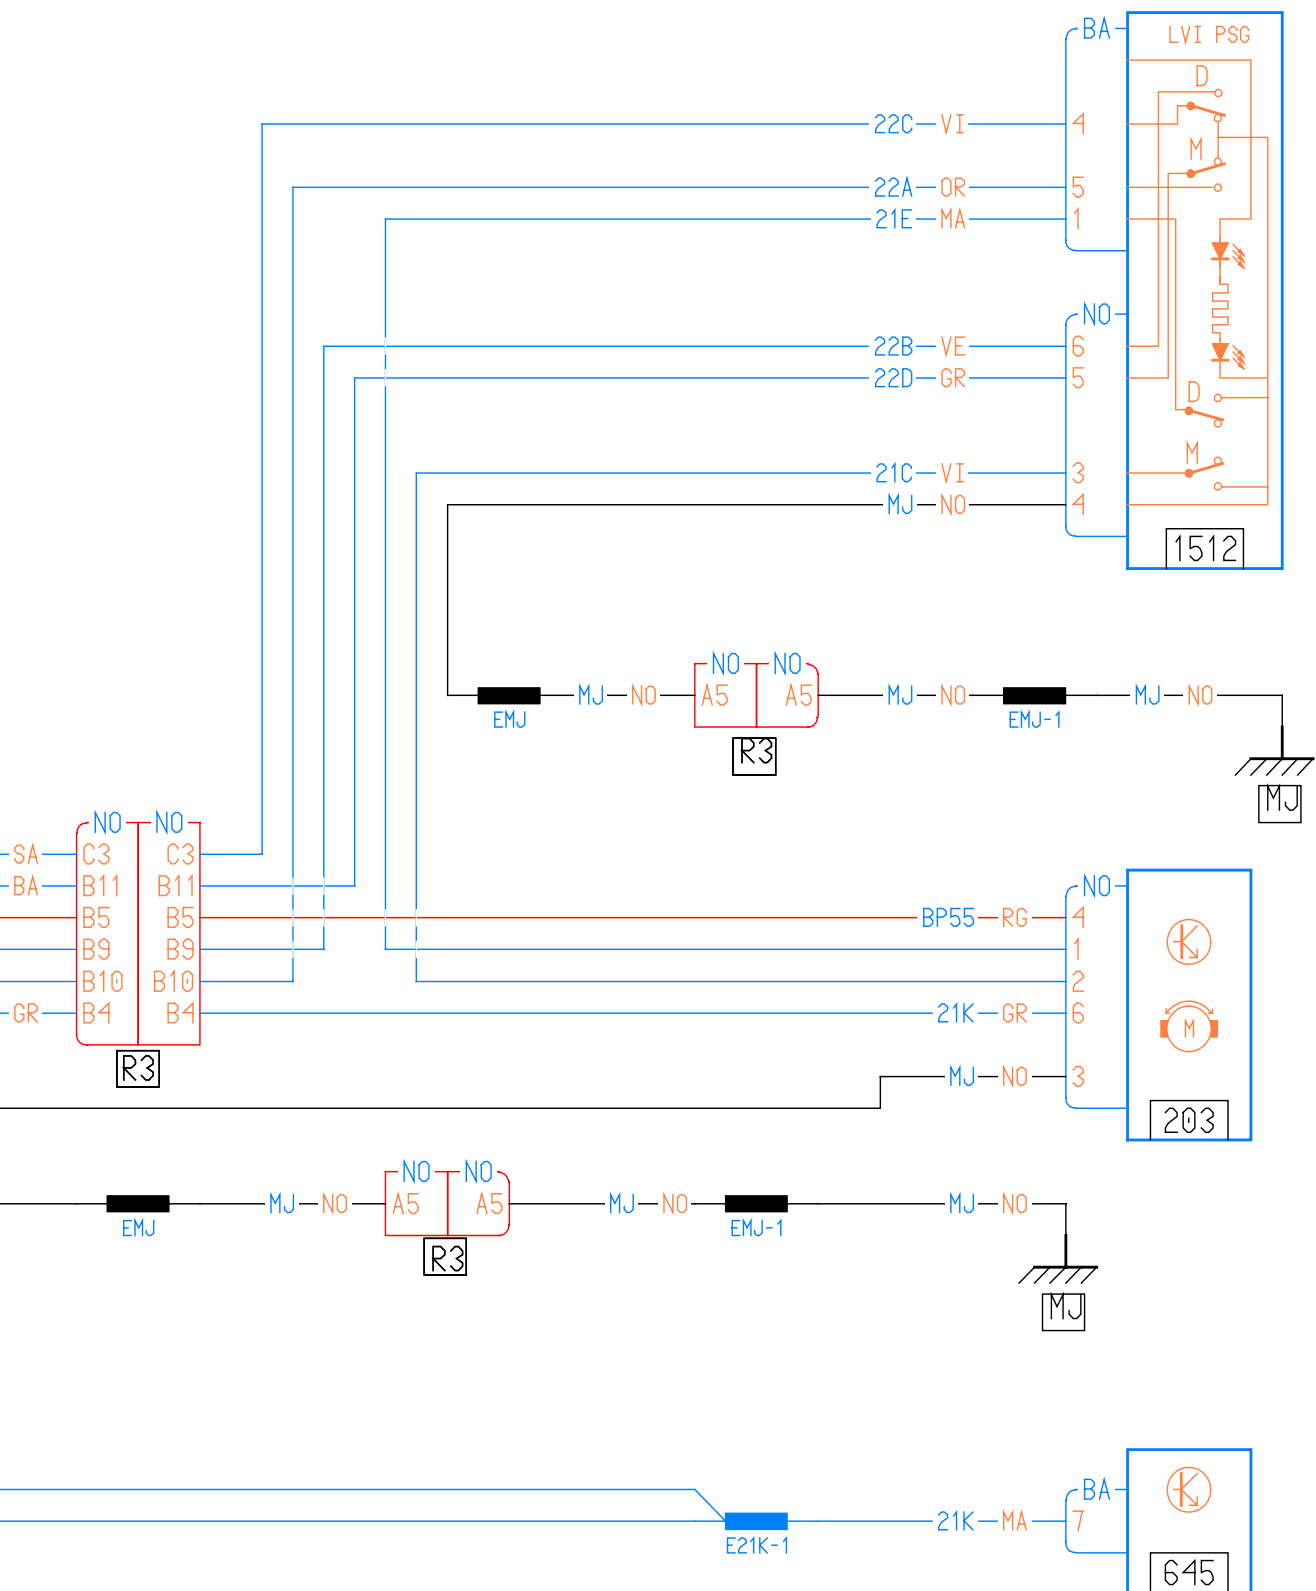 BA
LVI PSG
D
22C VI 4
M
22A OR 5
21E MA 1
NO
22B VE 6
22D GR 5
D
M
21C VI 3
MJ NO 4
1512
NO NO
MJ NO A5 A5 MJ NO MJ NO
EMJ EMJ-1
R3
MJ
NO NO
SA C3 C3
BA B11 B11 NO
B5 B5 BP55 RG 4
B9 B9 1
B10 B10 2
GR B4 B4 21K GR 6
M
R3
MJ NO 3
203
NO NO
MJ NO A5 A5 MJ NO MJ NO
EMJ EMJ-1
R3
MJ
BA
21K MA 7
E21K-1
645